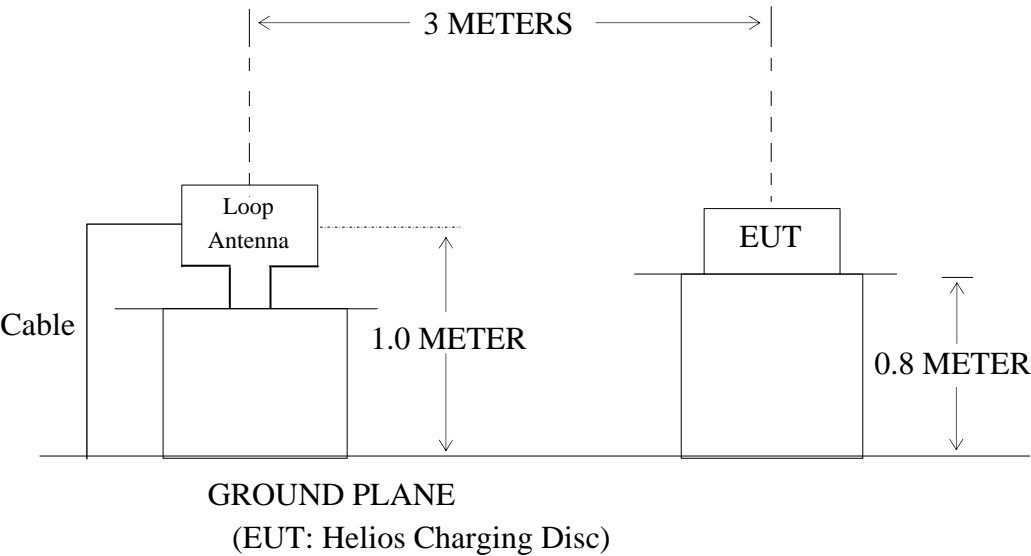 3 METERS
Loop
Antenna
EUT
Cable
1.0 METER
0.8 METER
GROUND PLANE
(EUT: Helios Charging Disc)